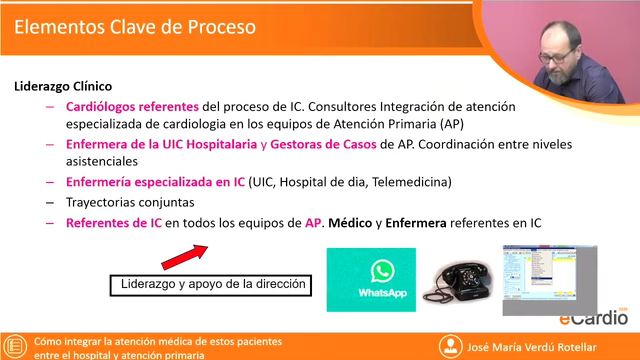 Elementos Clave de Proceso
Liderazgo Clínico
– Cardiólogos referentes del proceso de IC. Consultores Integración de atención
especializada de cardiologia en los equipos de Atención Primaria (AP)
– Enfermera de la UIC Hospitalaria y Gestoras de Casos de AP. Coordinación entre niveles
asistenciales
– Enfermería especializada en IC (UIC, Hospital de dia, Telemedicina)
– Trayectorias conjuntas
– Referentes de IC en todos los equipos de AP. Médico y Enfermera referentes en IC
Liderazgo y apoyo de la dirección
WhatsApp
eCardio
Cómo integrar la atención médica de estos pacientes
entre el hospital y atención primaria
José María Verdú Rotellar